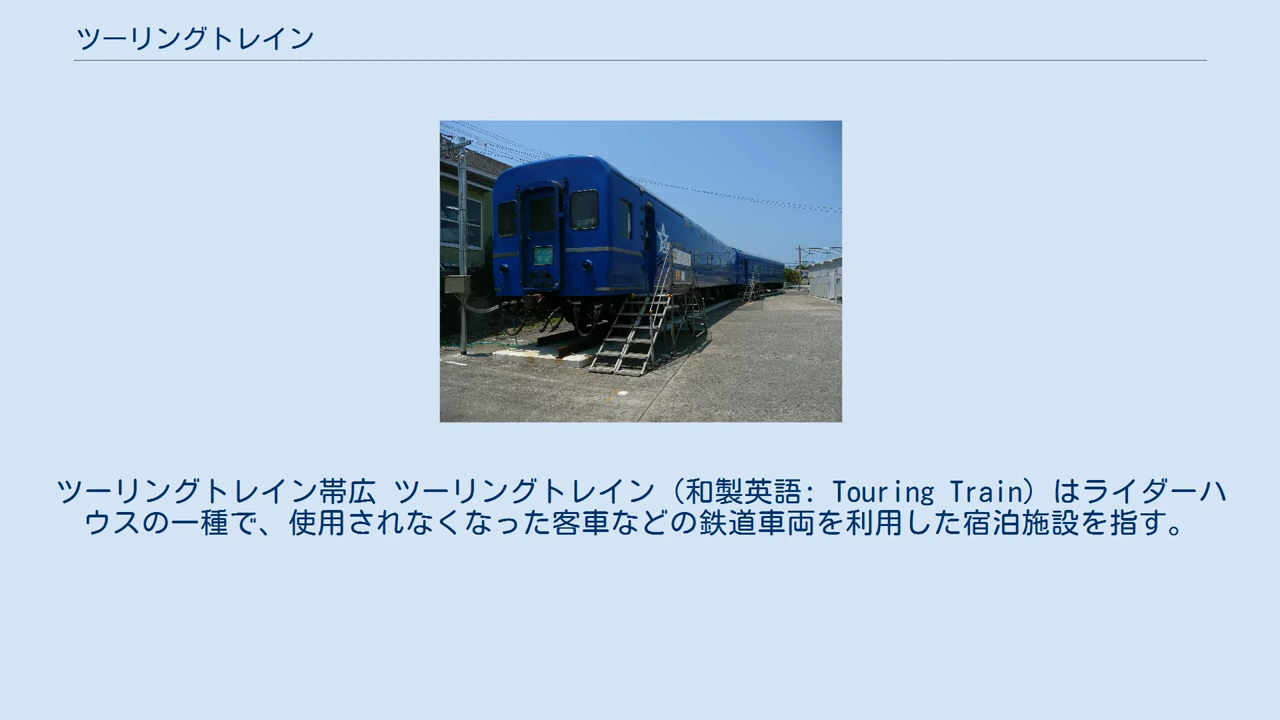 ツーリングトレイン
ツーリングトレイン帯広 ツーリングトレイン（和製英語: Touring Train）はライダーハ
ウスの一種で、使用されなくなった客車などの鉄道車両を利用した宿泊施設を指す。